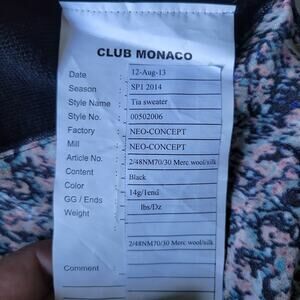 CLUB MONACO
Date 12-Aug-13
Season SP1 2014
Style Name Tia sweater
Style No. 00502006
Factory NEO-CONCEPT
Mill NEO-CONCEPT
Article No. 2/48NM70/30 Merc wool/silk
Content
Color Black
GG / Ends 14g/1end
Weight lbs/Dz
2/48NM70/30 Merc wool/silk
Comment